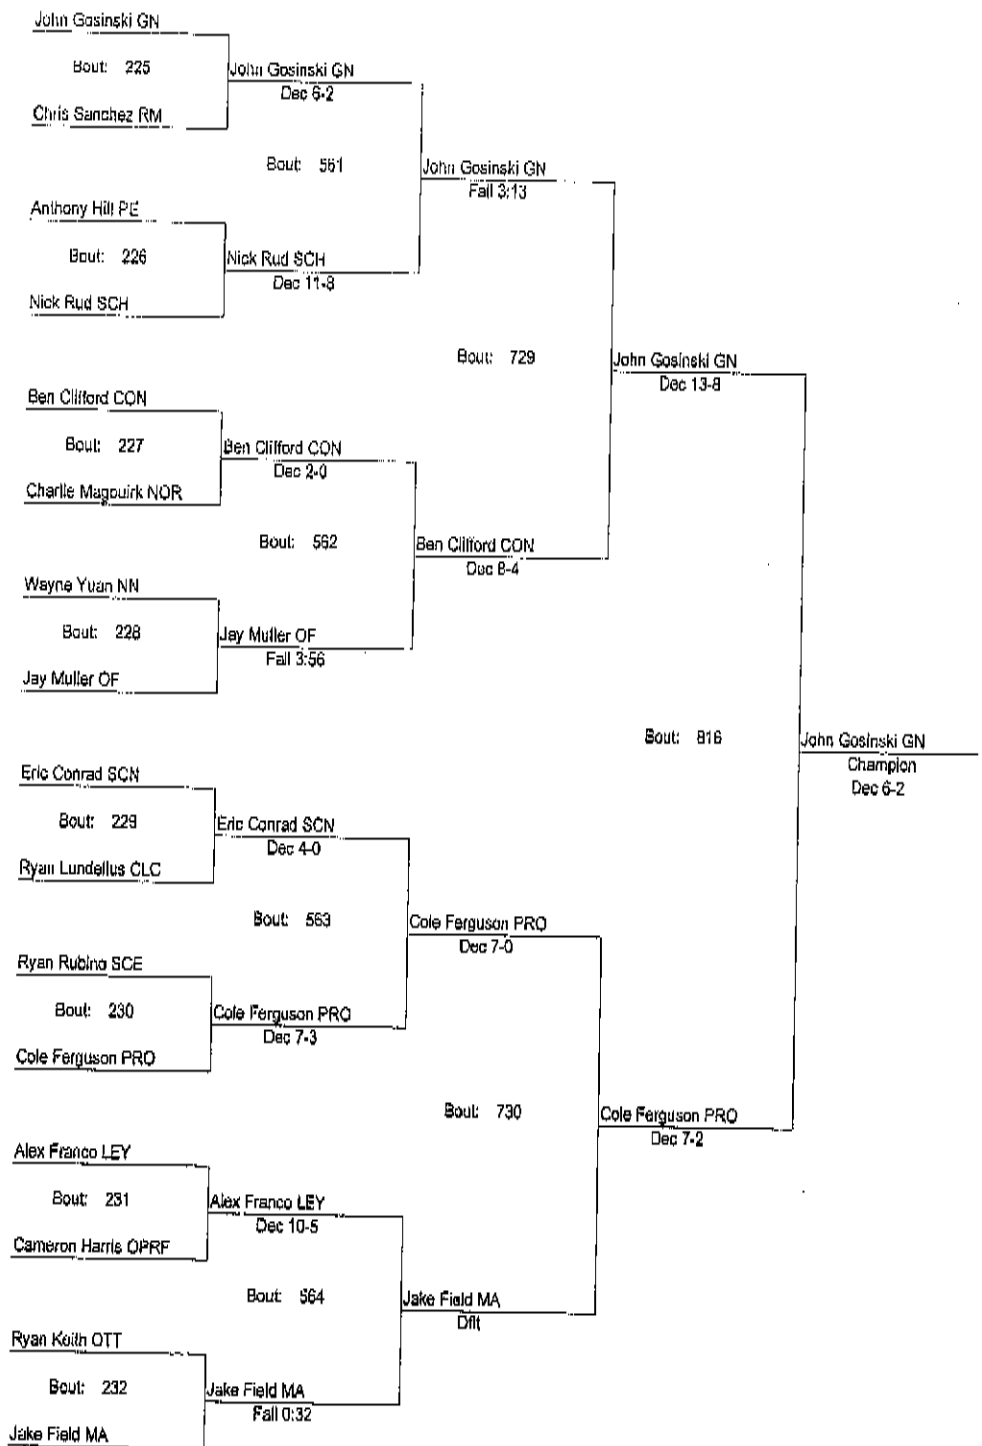 John Gosinski GN
Bout: 225
John Gosinski GN
Dec 6-2
Chris Sanchez RM
Bout: 561
John Gosinski GN
Fall 3:13
Anthony Hill PE
Bout: 226
Nick Rud SCH
Dec 11-8
Nick Rud SCH
Bout: 729
John Gosinski GN
Dec 13-8
Ben Clifford CON
Bout: 227
Ben Clifford CON
Dec 2-0
Charlie Magouirk NOR
Bout: 562
Ben Clifford CON
Dec 8-4
Wayne Yuan NN
Bout: 228
Jay Muller OF
Fall 3:56
Jay Muller OF
Bout: 816
John Gosinski GN
Champion
Dec 6-2
Eric Conrad SCN
Bout: 229
Eric Conrad SCN
Dec 4-0
Ryan Lundelius CLC
Bout: 563
Cole Ferguson PRO
Dec 7-0
Ryan Rubino SCE
Bout: 230
Cole Ferguson PRO
Dec 7-3
Cole Ferguson PRO
Bout: 730
Cole Ferguson PRO
Dec 7-2
Alex Franco LEY
Bout: 231
Alex Franco LEY
Dec 10-5
Cameron Harris OPRF
Bout: 564
Jake Field MA
Dflt
Ryan Keith OTT
Bout: 232
Jake Field MA
Fall 0:32
Jake Field MA